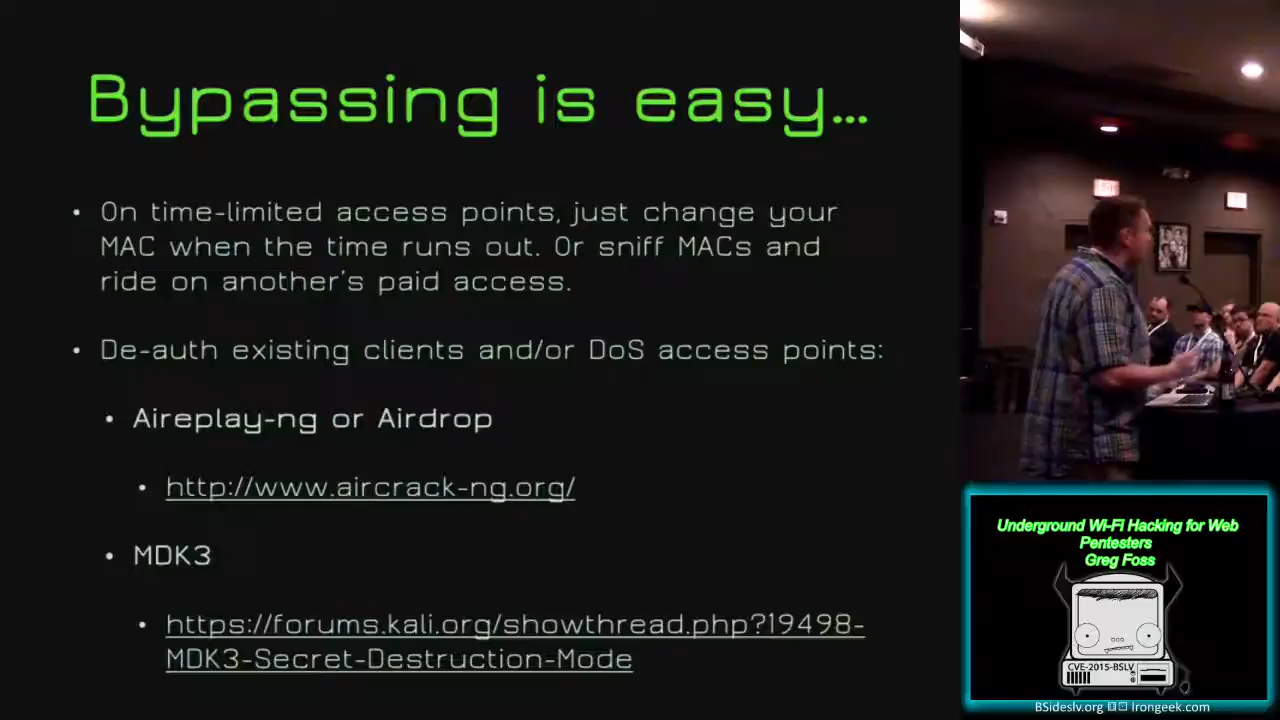 Bypassing is easy...
• On time-limited access points, just change your
MAC when the time runs out. Or sniff MACs and
ride on another's paid access.
• De-auth existing clients and/or DoS access points:
• Aireplay-ng or Airdrop
• http://www.aircrack-ng.org/
• MDK3
• https://forums.kali.org/showthread.php?19498-
MDK3-Secret-Destruction-Mode
EXIT
Underground Wi-Fi Hacking for Web
Pentesters
Greg Foss
CVE-2015-BSLV
BSideslv.org Irongeek.com